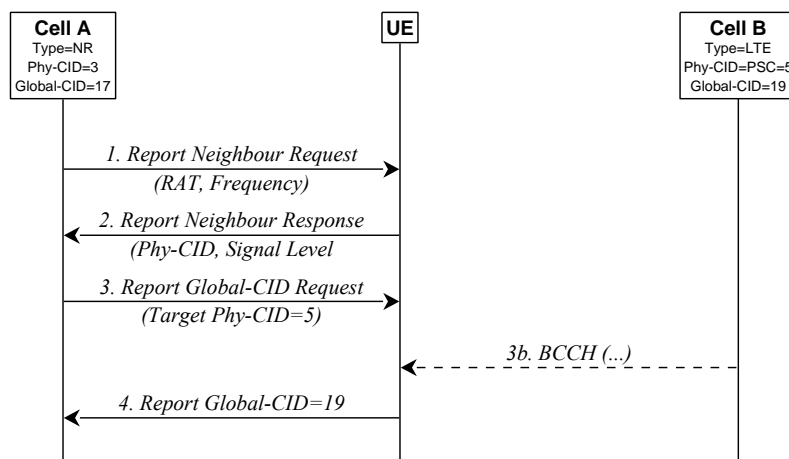 Cell A
Type=NR
Phy-CID=3
Global-CID=17
UE
Cell B
Type=LTE
Phy-CID=PSC=5
Global-CID=19
1. Report Neighbour Request
(RAT, Frequency)
2. Report Neighbour Response
(Phy-CID, Signal Level
3. Report Global-CID Request
(Target Phy-CID=5)
3b. BCCH (...)
4. Report Global-CID=19